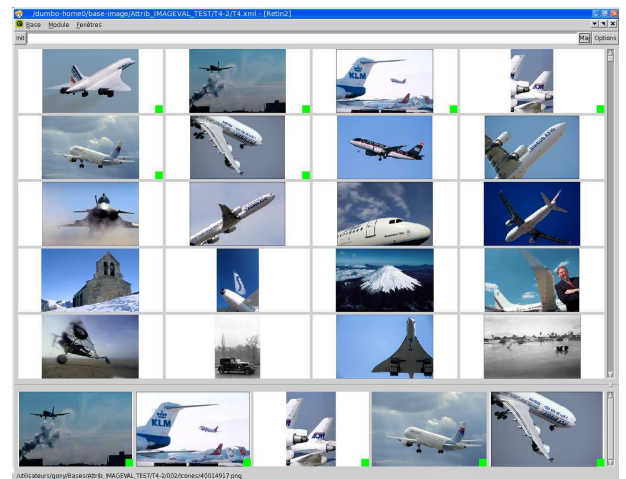 /dumbo-home0/base-image/Attrib_IMAGEVAL_TEST/T4-2/T4.xml - [Retin2]
Base Module Fenêtres
Init
Maj Options
KLM
KLM
/utilisateurs/gony/Bases/Attrib_IMAGEVAL_TEST/T4-2/002/icones/40014917.png